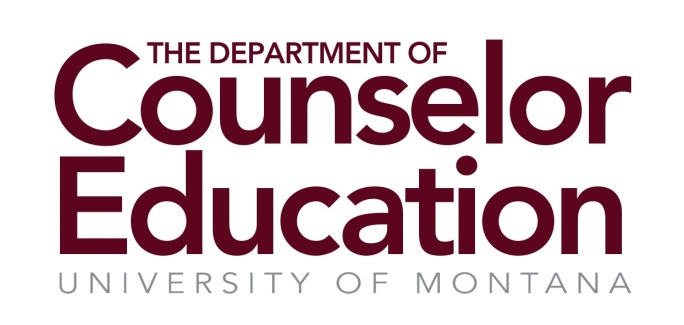 THE DEPARTMENT OF
Counselor
Education
UNIVERSITY OF MONTANA